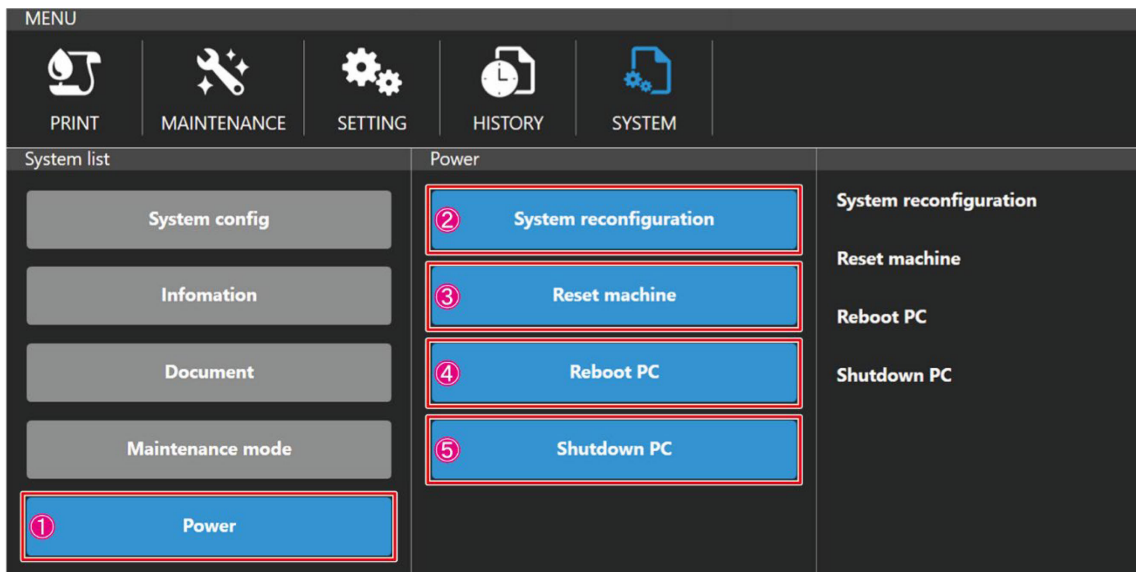 MENU
PRINT MAINTENANCE SETTING HISTORY SYSTEM
System list
System config
Infomation
Document
Maintenance mode
① Power
Power
② System reconfiguration
③ Reset machine
④ Reboot PC
⑤ Shutdown PC
System reconfiguration
Reset machine
Reboot PC
Shutdown PC